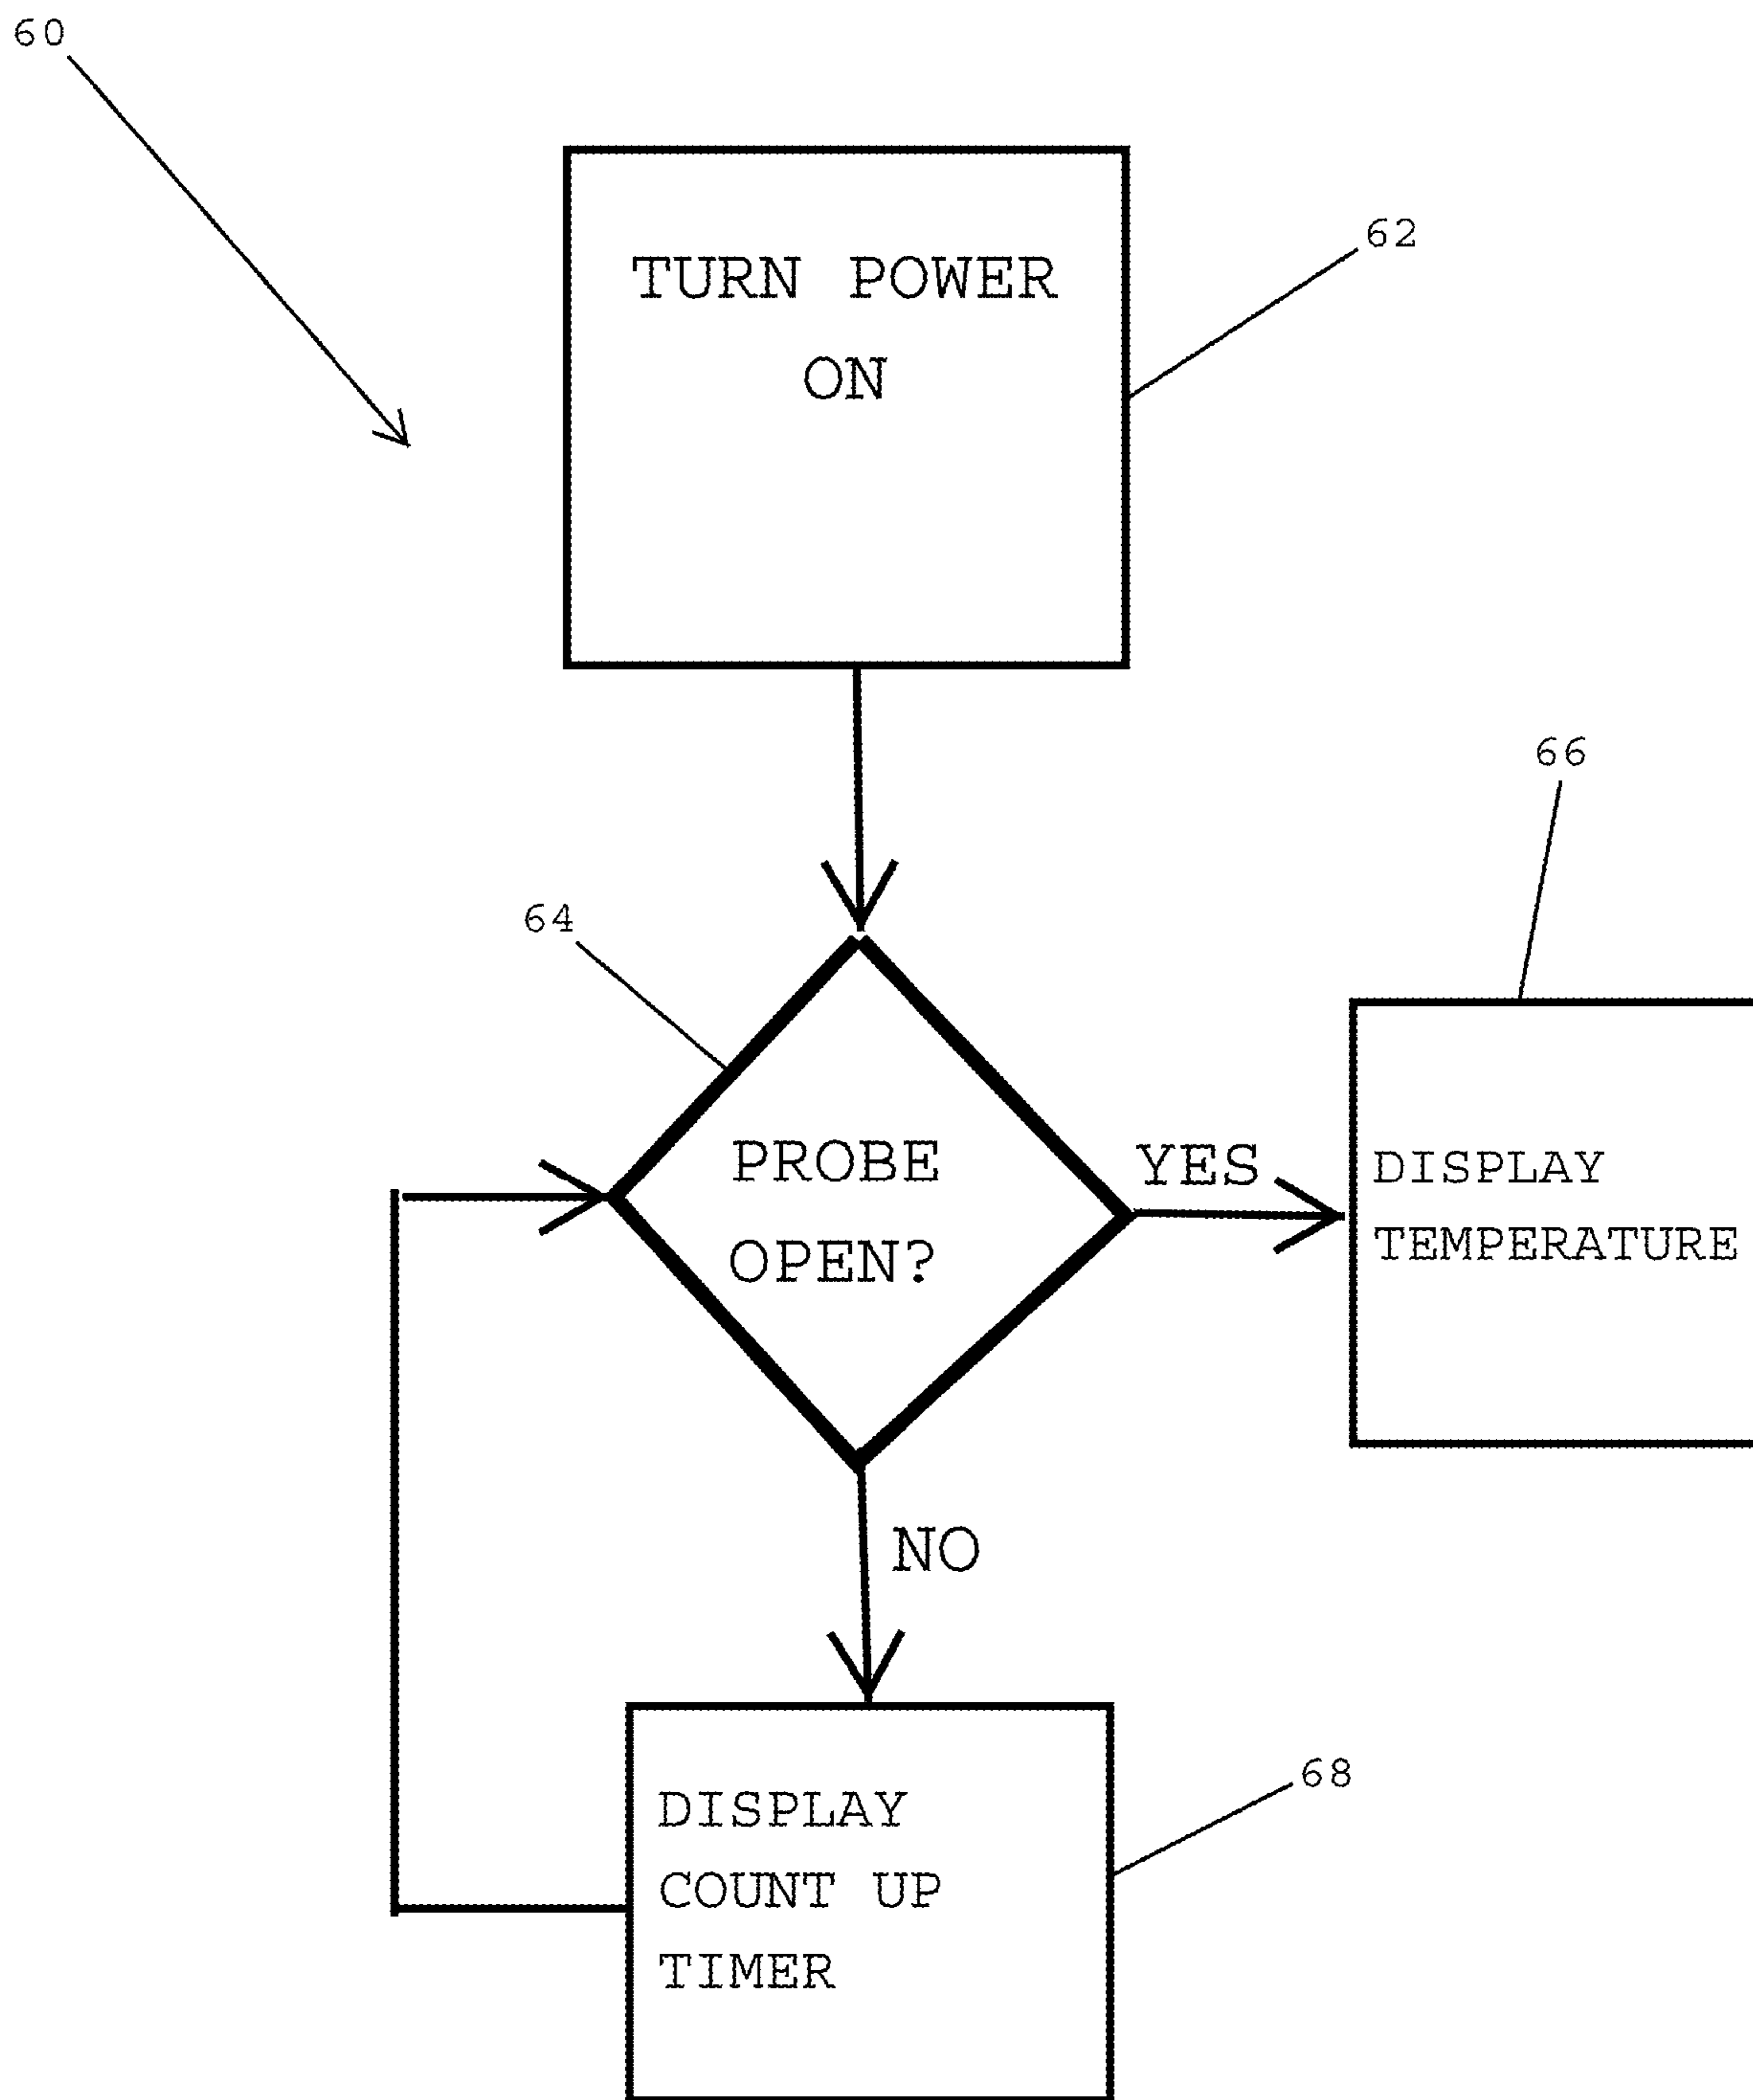 60
TURN POWER
ON
62
66
64
PROBE
OPEN?
YES
DISPLAY
TEMPERATURE
NO
DISPLAY
COUNT UP
TIMER
68